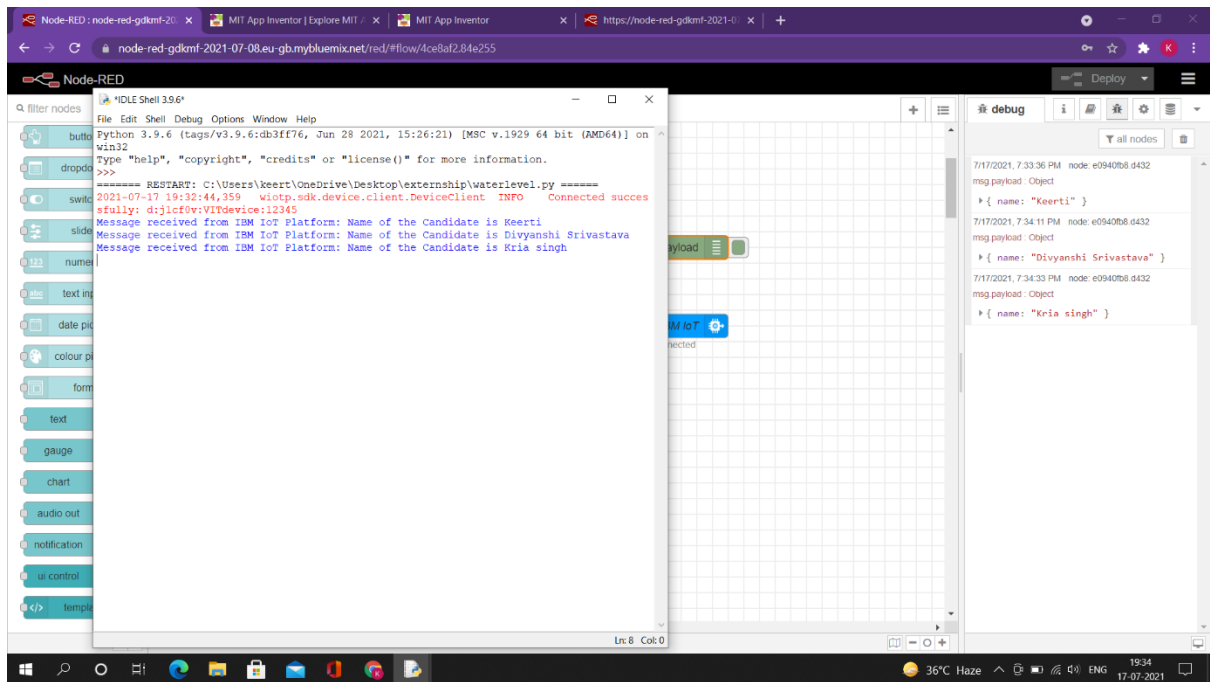 Node-RED : node-red-gdkmf-20
MIT App Inventor | Explore MIT A
MIT App Inventor
https://node-red-gdkmf-2021-07
node-red-gdkmf-2021-07-08.eu-gb.mybluemix.net/red/#flow/4ce8af2.84e255
K
Node-RED
Deploy
filter nodes
butto
dropdo
switc
slide
123 nume
abc text inp
date pic
colour pi
form
text
gauge
chart
audio out
notification
ui control
</> templa
*IDLE Shell 3.9.6*
File Edit Shell Debug Options Window Help
Python 3.9.6 (tags/v3.9.6:db3ff76, Jun 28 2021, 15:26:21) [MSC v.1929 64 bit (AMD64)] on
win32
Type "help", "copyright", "credits" or "license()" for more information.
>>>
======= RESTART: C:\Users\keert\OneDrive\Desktop\externship\waterlevel.py ======
2021-07-17 19:32:44,359 wiotp.sdk.device.client.DeviceClient INFO Connected succes
sfully: d:jlcf0v:VITdevice:12345
Message received from IBM IoT Platform: Name of the Candidate is Keerti
Message received from IBM IoT Platform: Name of the Candidate is Divyanshi Srivastava
Message received from IBM IoT Platform: Name of the Candidate is Kria singh
Ln: 8 Col: 0
ayload
M IoT
nected
debug
all nodes
7/17/2021, 7:33:36 PM node: e0940fb8.d432
msg.payload : Object
{ name: "Keerti" }
7/17/2021, 7:34:11 PM node: e0940fb8.d432
msg.payload : Object
{ name: "Divyanshi Srivastava" }
7/17/2021, 7:34:33 PM node: e0940fb8.d432
msg.payload : Object
{ name: "Kria singh" }
36°C Haze
ENG
19:34
17-07-2021